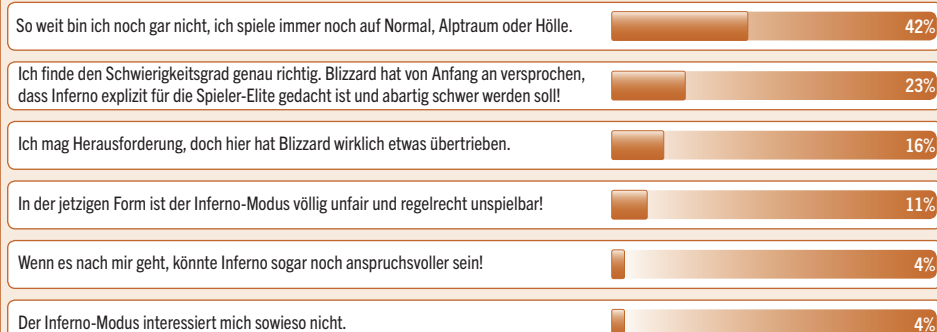 So weit bin ich noch gar nicht, ich spiele immer noch auf Normal, Alptraum oder Hölle. 42%
Ich finde den Schwierigkeitsgrad genau richtig. Blizzard hat von Anfang an versprochen,
dass Inferno explizit für die Spieler-Elite gedacht ist und abartig schwer werden soll! 23%
Ich mag Herausforderung, doch hier hat Blizzard wirklich etwas übertrieben. 16%
In der jetzigen Form ist der Inferno-Modus völlig unfair und regelrecht unspielbar! 11%
Wenn es nach mir geht, könnte Inferno sogar noch anspruchsvoller sein! 4%
Der Inferno-Modus interessiert mich sowieso nicht. 4%